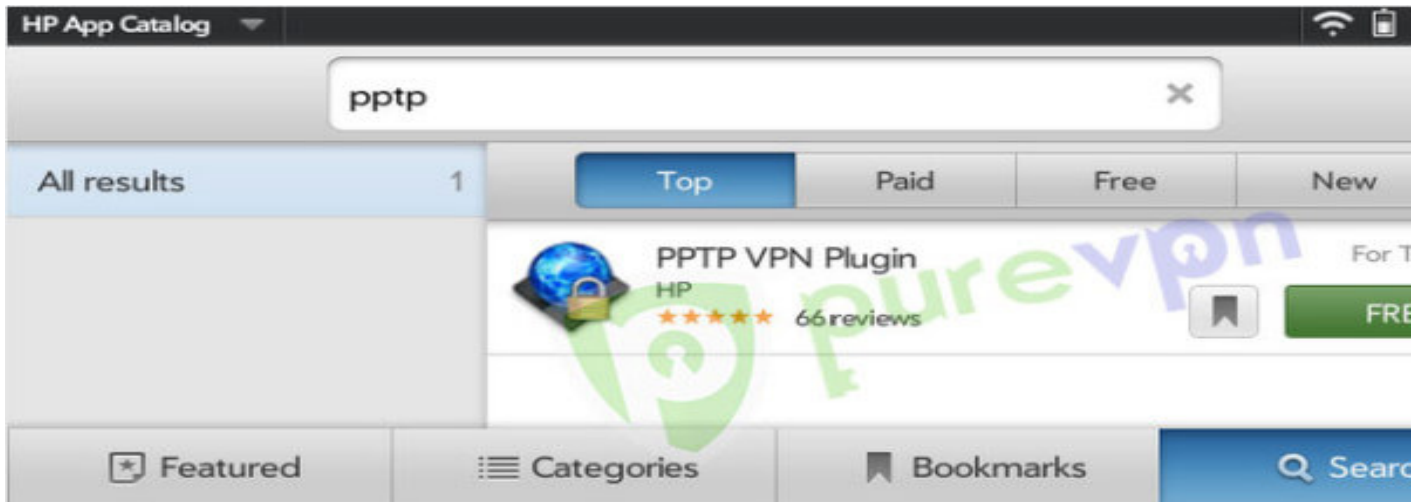 HP App Catalog
pptp
All results 1
Top Paid Free New
PPTP VPN Plugin
For T
HP
66 reviews
FRE
purevpn
Featured Categories Bookmarks Searc